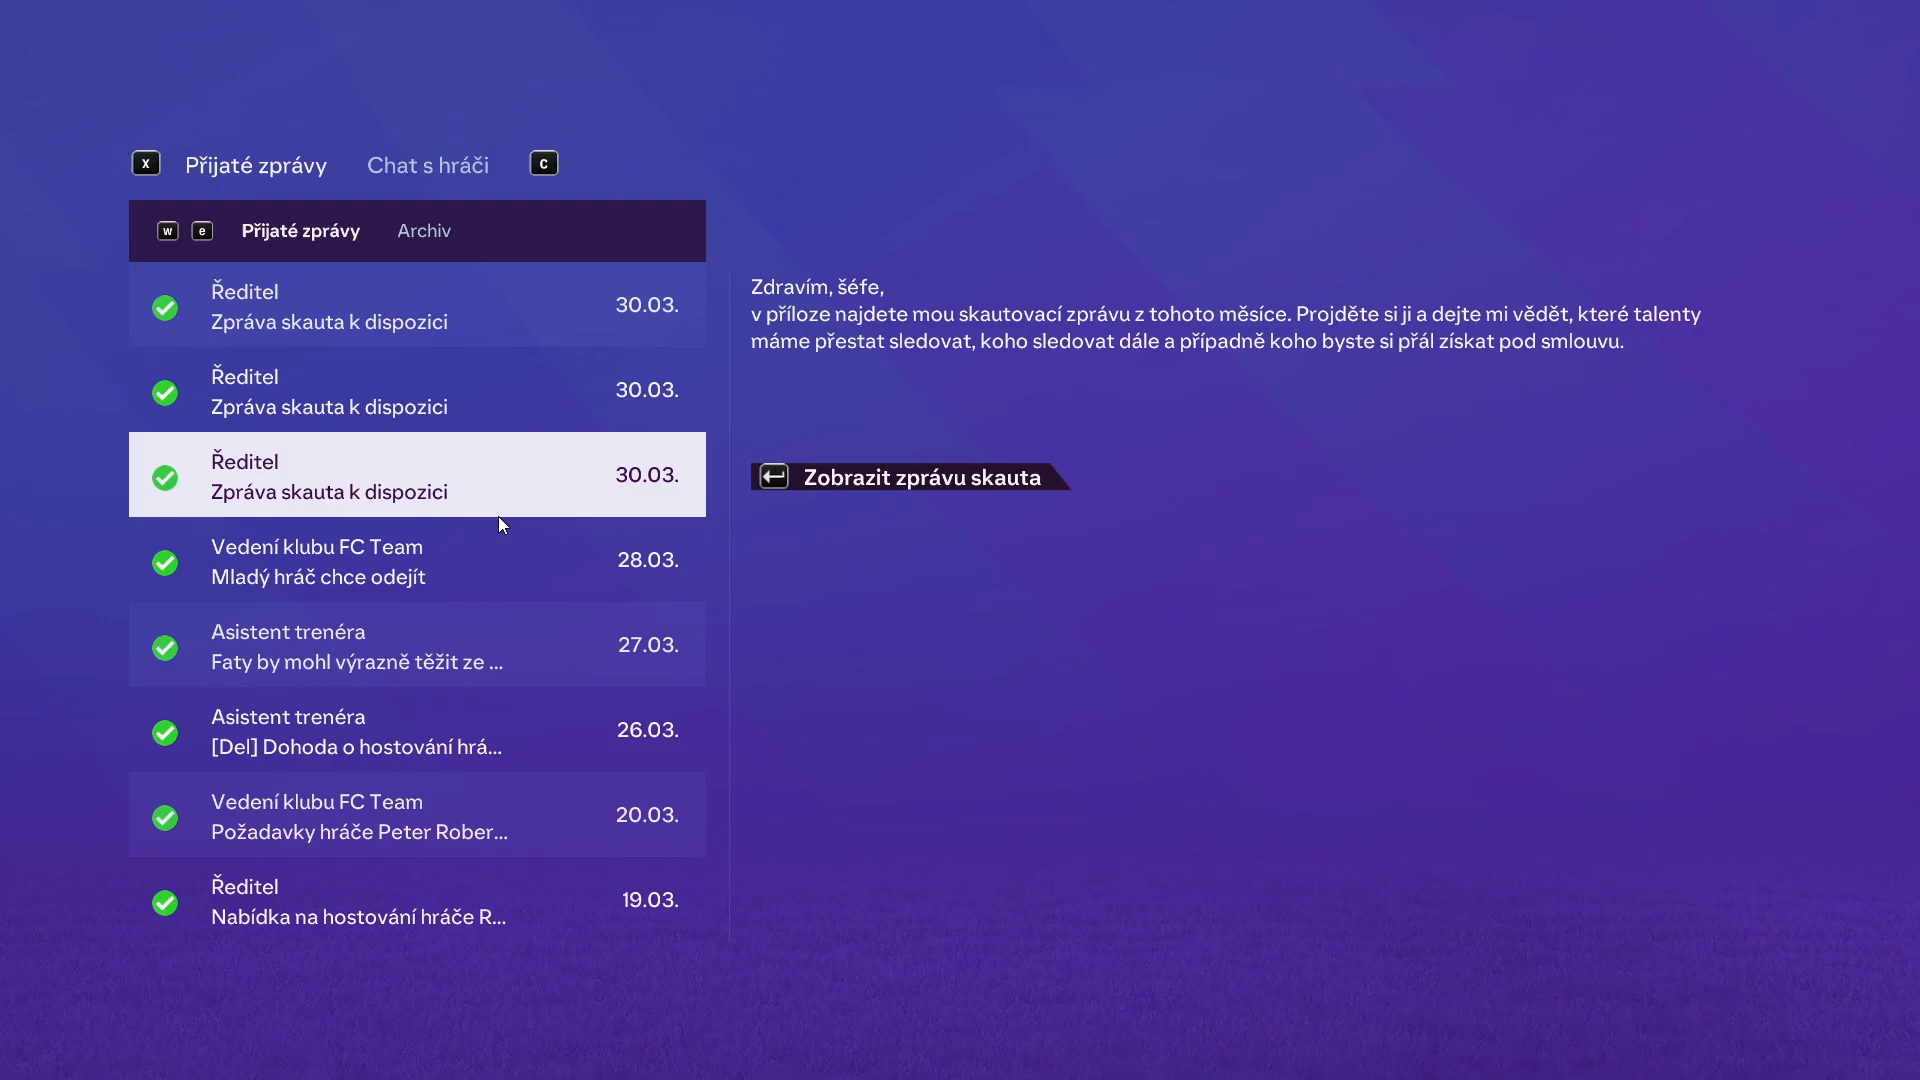 X Přijaté zprávy Chat s hráči C
w e Přijaté zprávy Archiv
Ředitel
Zpráva skauta k dispozici
30.03.
Ředitel
Zpráva skauta k dispozici
30.03.
Ředitel
Zpráva skauta k dispozici
30.03.
Vedení klubu FC Team
Mladý hráč chce odejít
28.03.
Asistent trenéra
Faty by mohl výrazně těžit ze ...
27.03.
Asistent trenéra
[Del] Dohoda o hostování hrá...
26.03.
Vedení klubu FC Team
Požadavky hráče Peter Rober...
20.03.
Ředitel
Nabídka na hostování hráče R...
19.03.
Zdravím, šéfe,
v příloze najdete mou skautovací zprávu z tohoto měsíce. Projděte si ji a dejte mi vědět, které talenty
máme přestat sledovat, koho sledovat dále a případně koho byste si přál získat pod smlouvu.
Zobrazit zprávu skauta